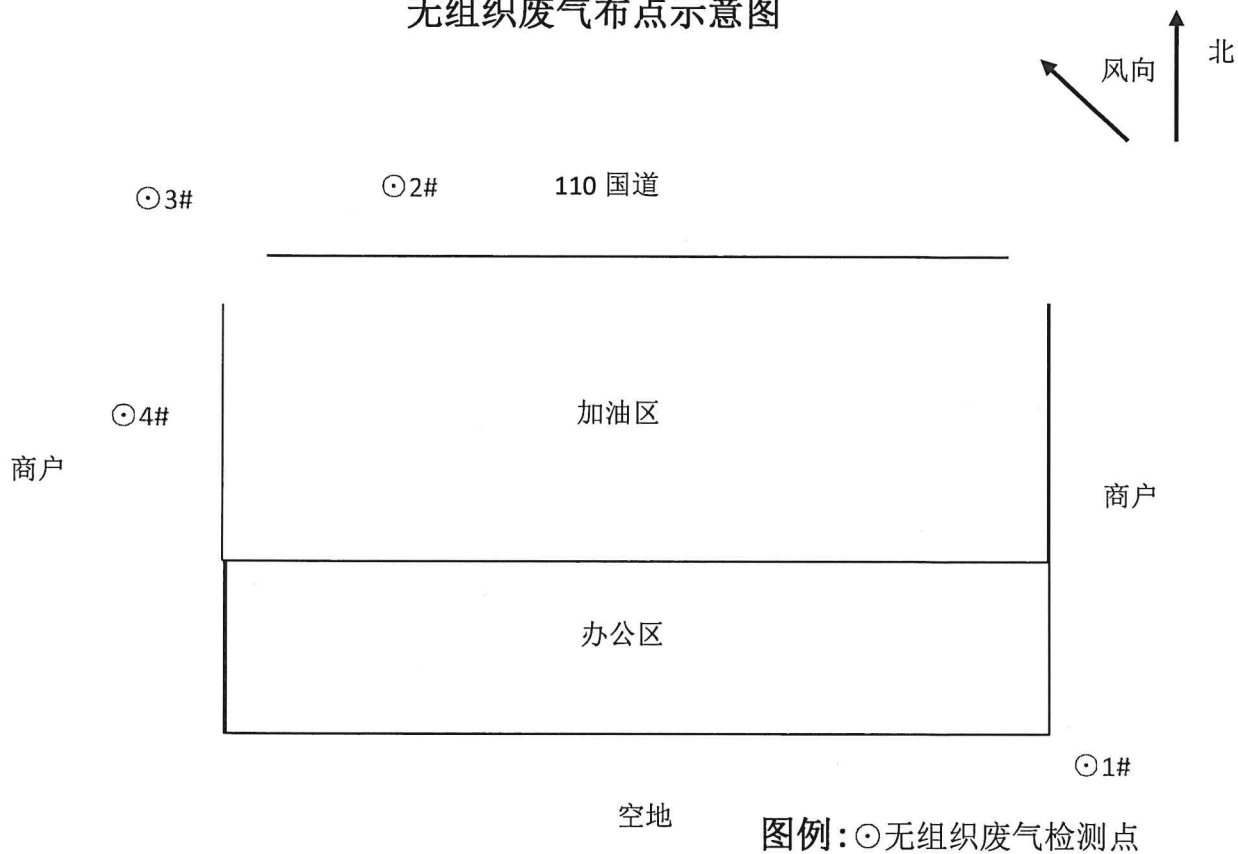 无组织废气布点示意图
北
风向
⊙3#
⊙2#
110 国道
⊙4#
加油区
商户
商户
办公区
⊙1#
空地
图例:⊙无组织废气检测点